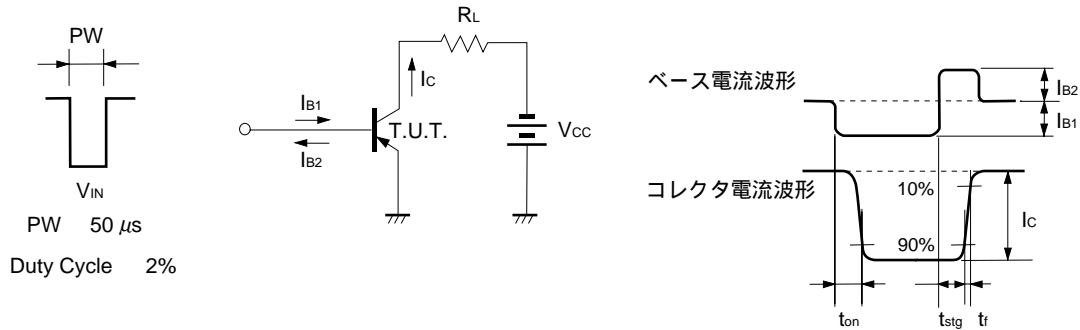 PW
VIN
PW 50 μs
Duty Cycle 2%
RL
IC
IB1
IB2
T.U.T.
VCC
ベース電流波形
IB2
IB1
コレクタ電流波形
10%
90%
IC
ton
tstg
tf